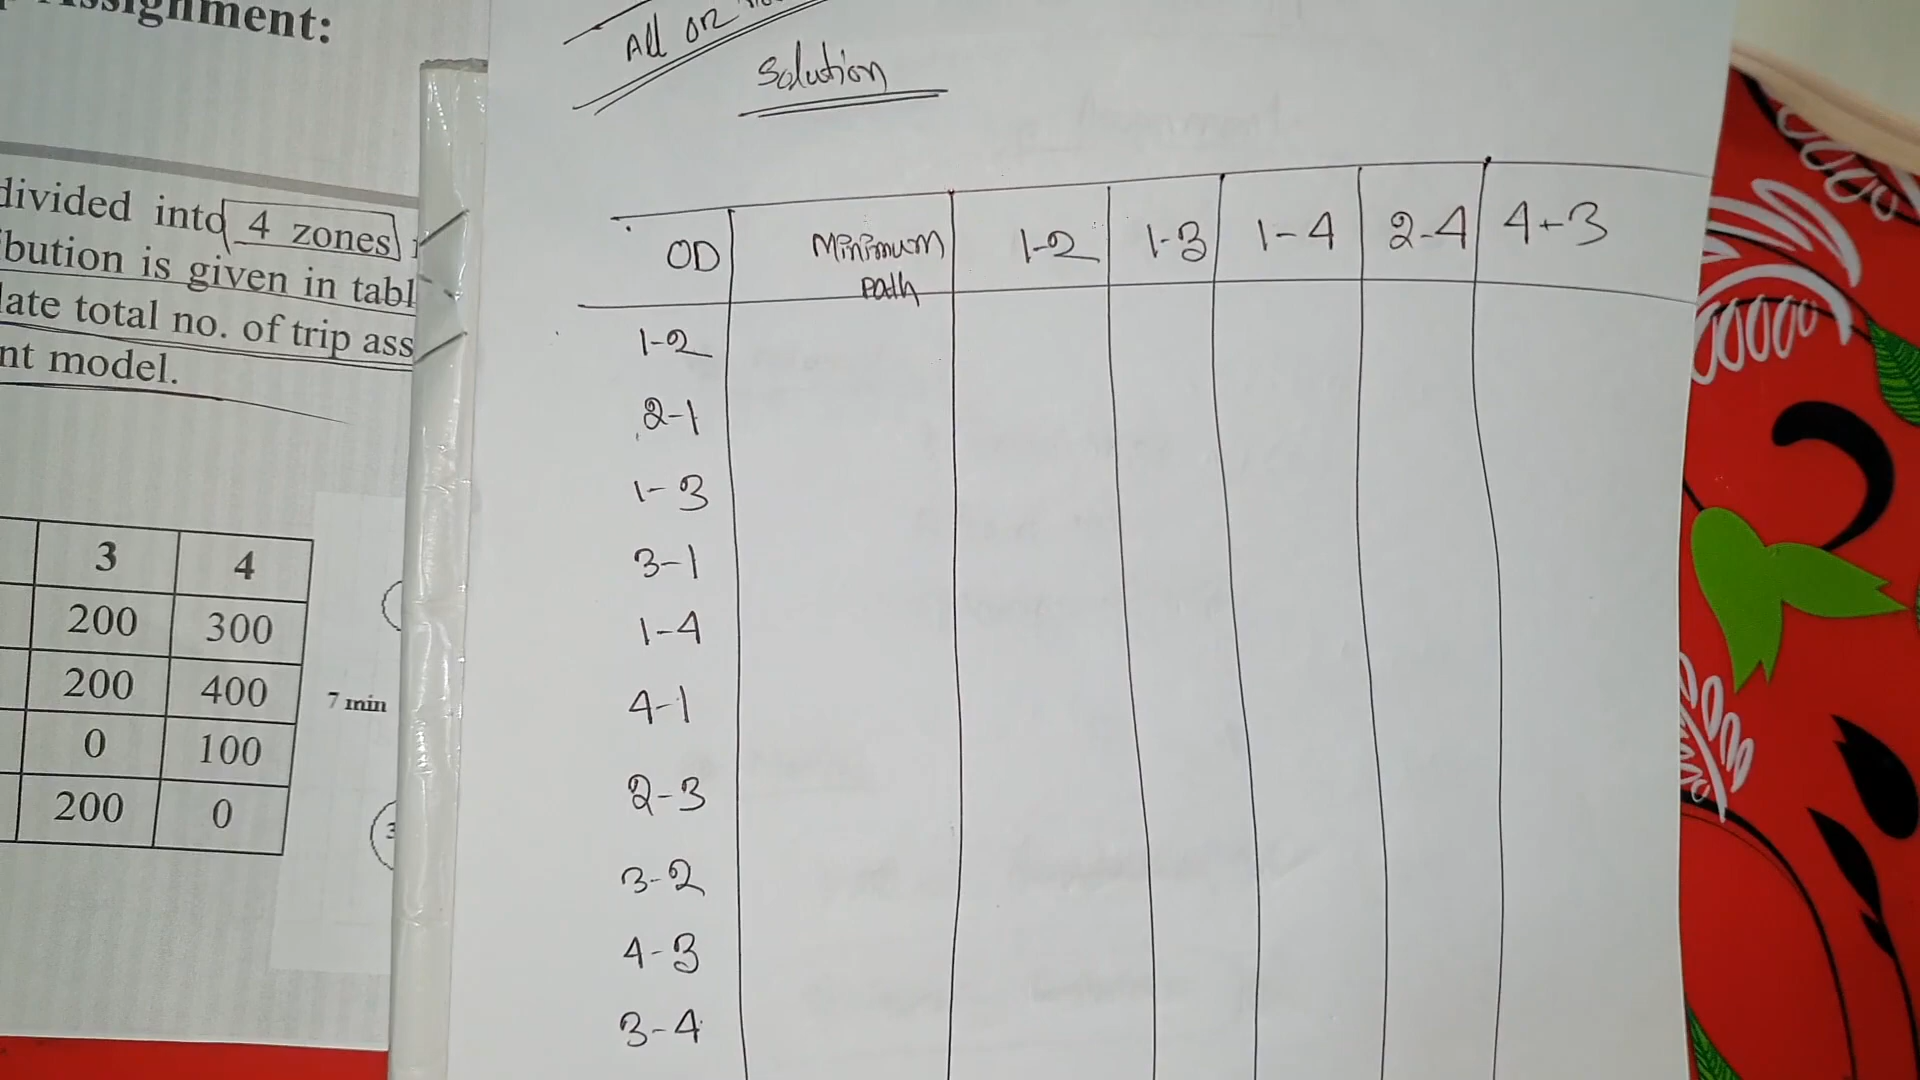 Assignment:
divided into 4 zones
bution is given in tabl
late total no. of trip ass
nt model.
3 4
200 300
200 400
0 100
200 0
7 min
3
All or
Solution
OD Minimum path 1-2 1-3 1-4 2-4 4-3
1-2
2-1
1-3
3-1
1-4
4-1
2-3
3-2
4-3
3-4